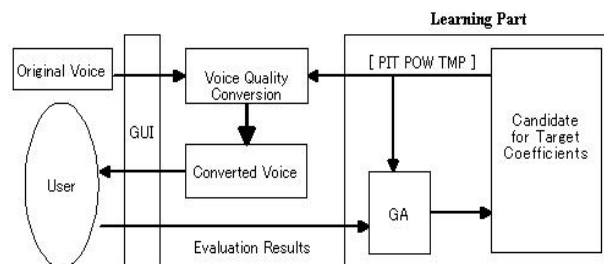 Learning Part
Original Voice
GUI
Voice Quality
Conversion
[ PIT POW TMP ]
Candidate
for Target
Coefficients
User
Converted Voice
GA
Evaluation Results